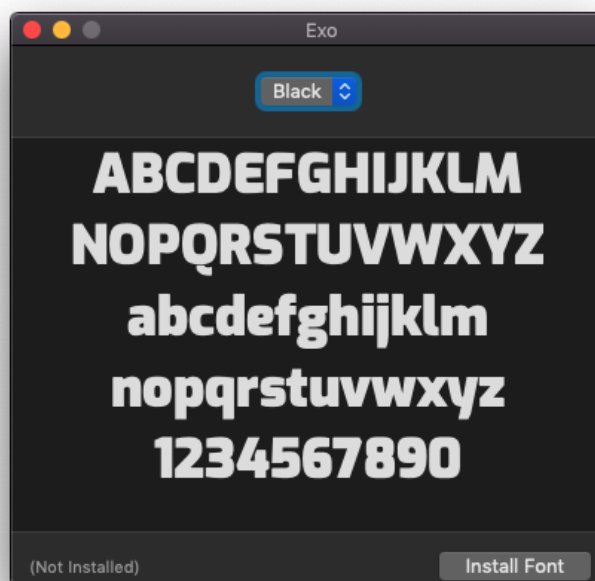 Exo
Black
ABCDEFGHIJKLM
NOPQRSTUVWXYZ
abcdefghijklm
nopqrstuvwxyz
1234567890
(Not Installed)
Install Font